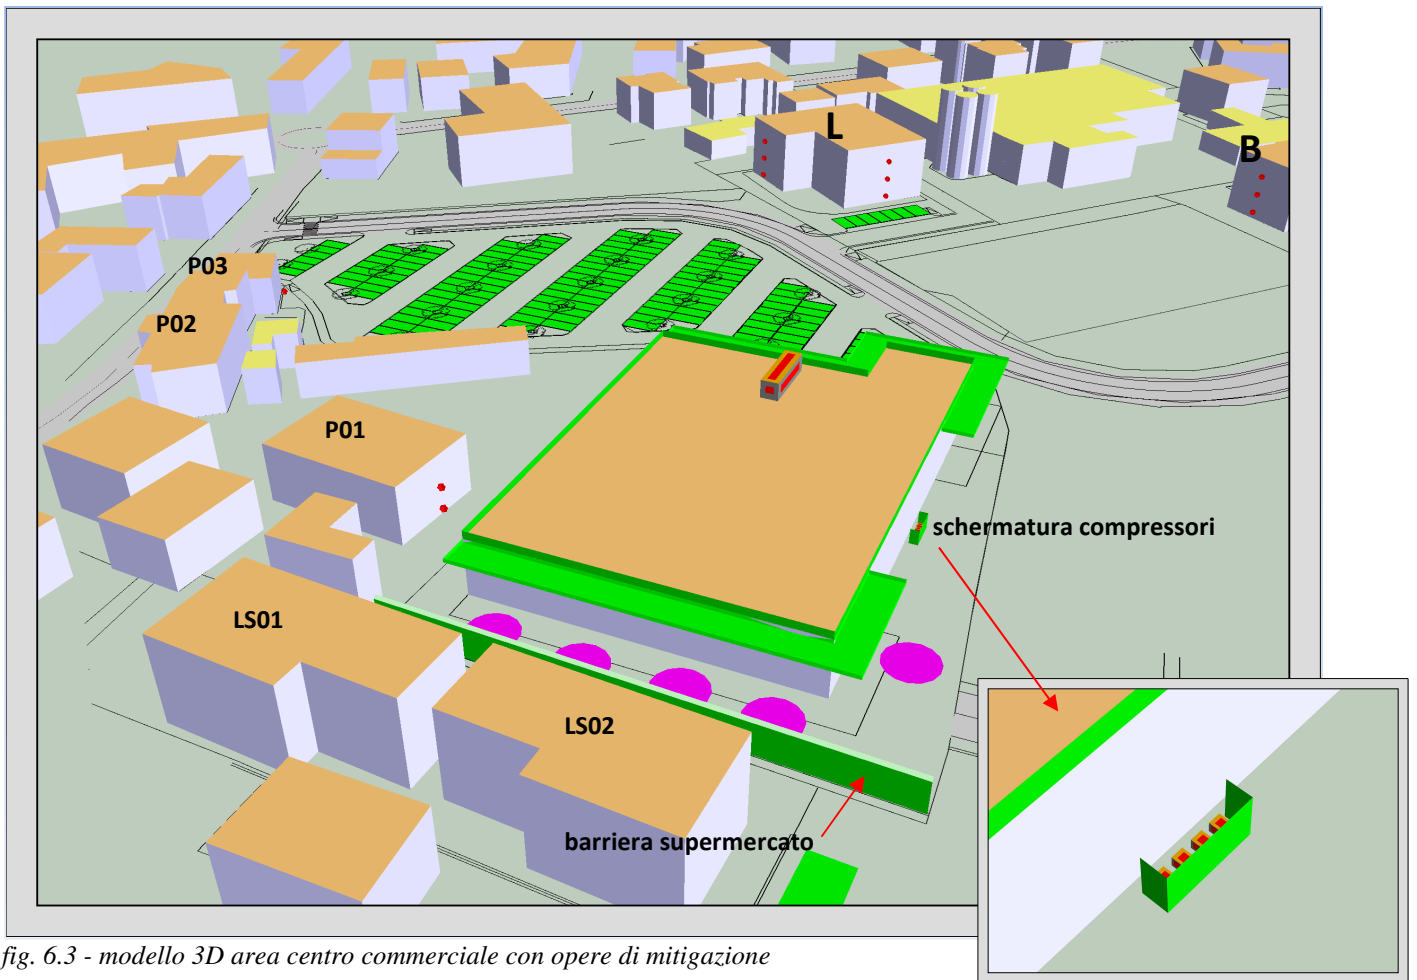 L
B
P03
P02
P01
schermatura compressori
LS01
LS02
barriera supermercato
fig. 6.3 - modello 3D area centro commerciale con opere di mitigazione